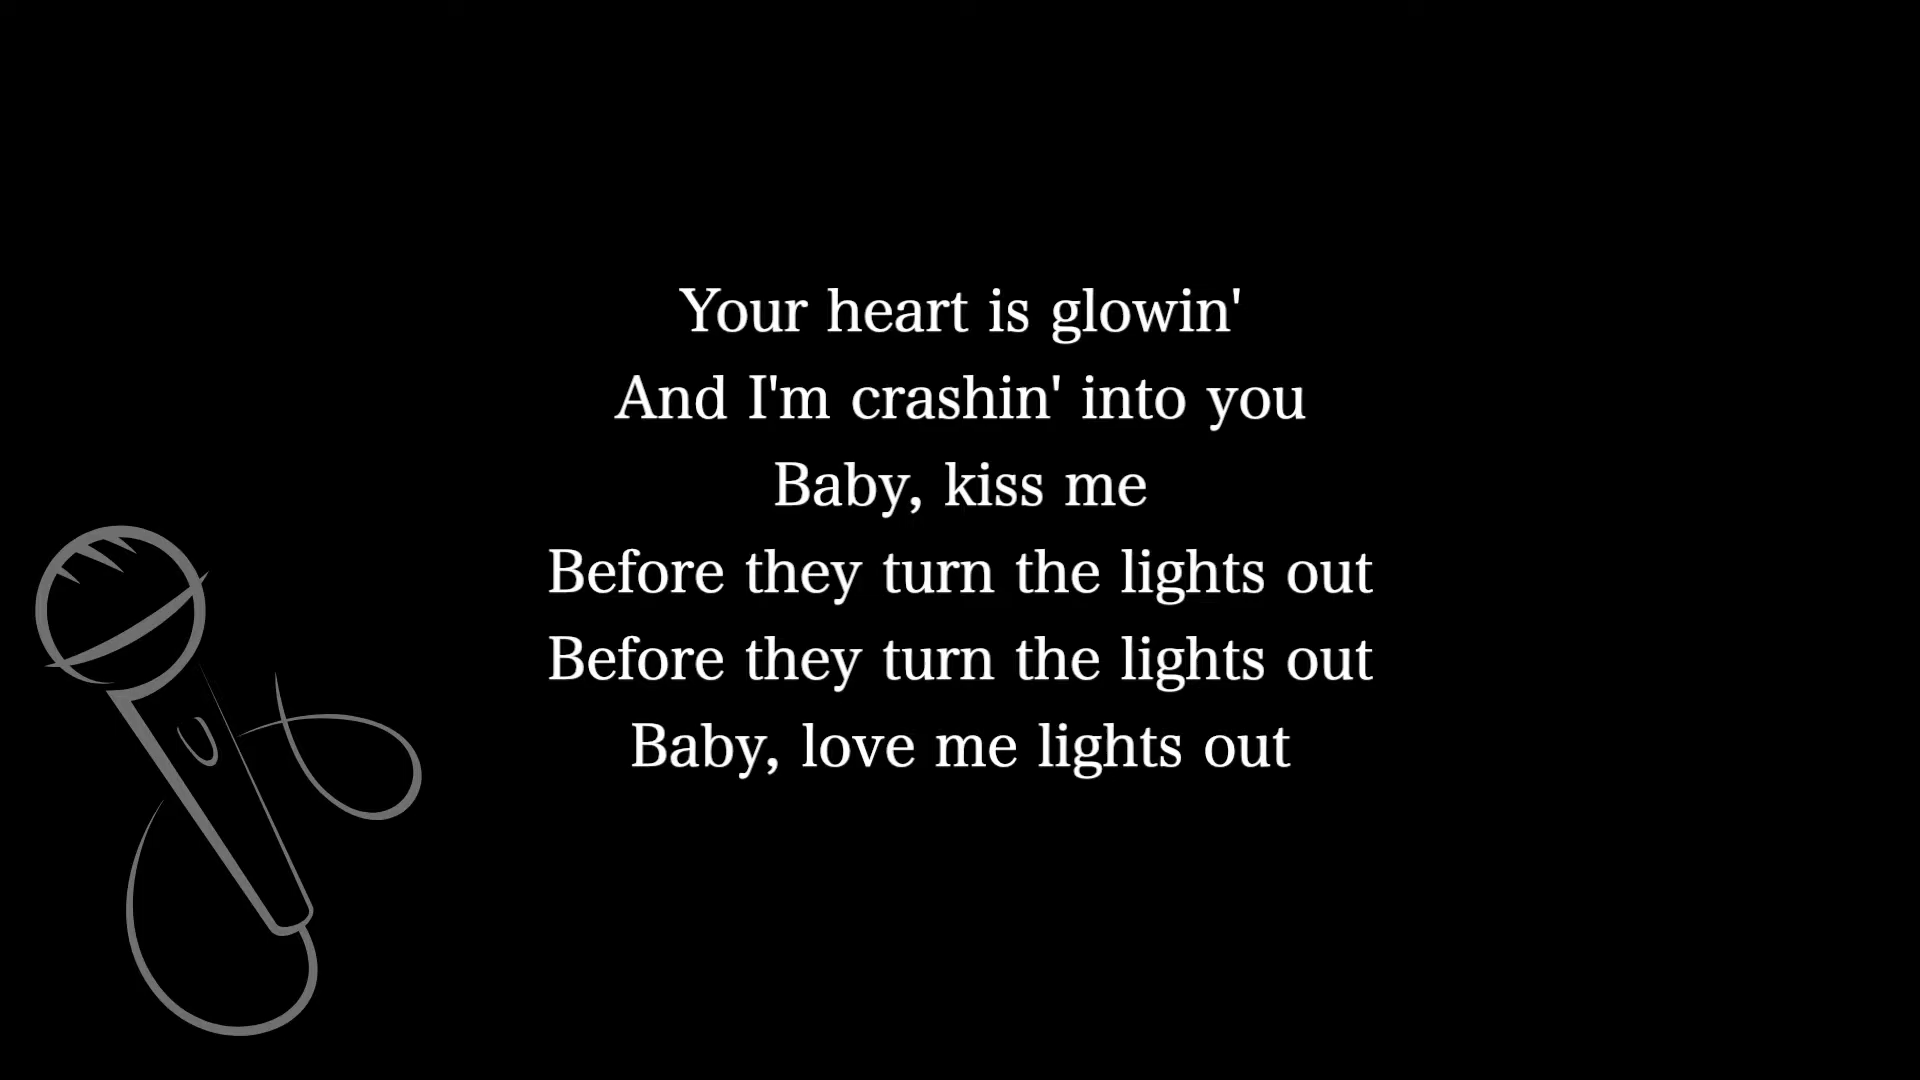 Your heart is glowin'
And I'm crashin' into you
Baby, kiss me
Before they turn the lights out
Before they turn the lights out
Baby, love me lights out